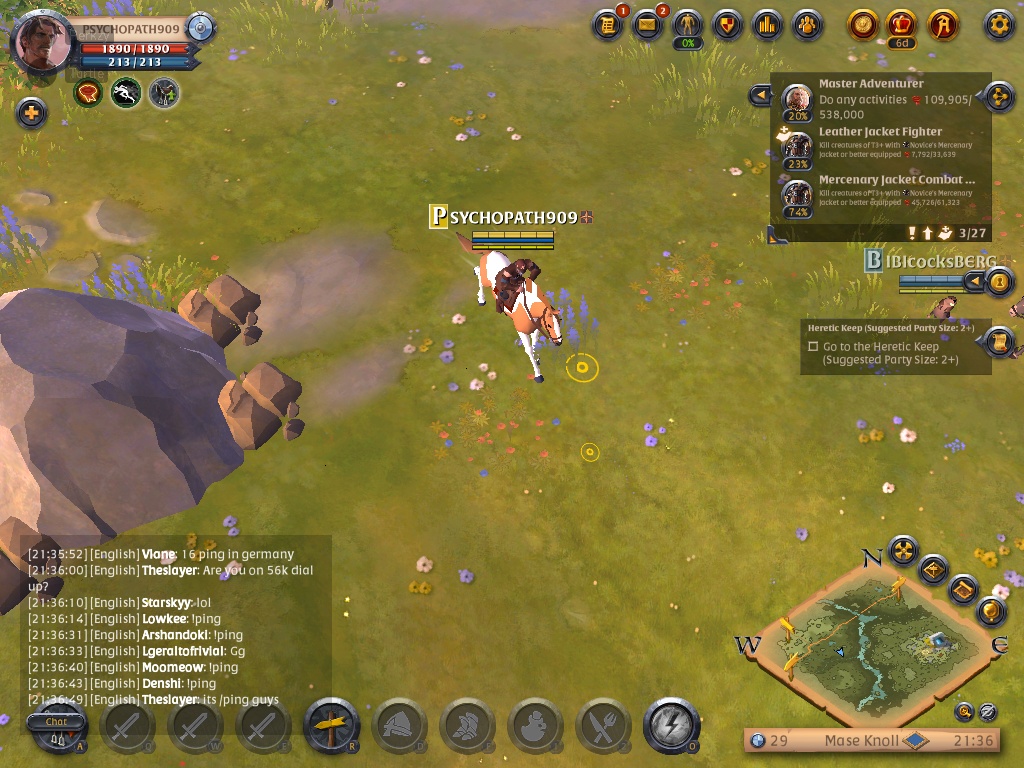 PSYCHOPATH909
1890 / 1890
213 / 213
1
2
0%
6d
Master Adventurer
Do any activities 109,905/
538,000
20%
Leather Jacket Fighter
Kill creatures of T3+ with Novice's Mercenary
Jacket or better equipped 7,792/33,639
23%
Mercenary Jacket Combat ...
Kill creatures of T3+ with Novice's Mercenary
Jacket or better equipped 45,726/61,323
74%
3/27
PSYCHOPATH909
BIBIcocksBERG
Heretic Keep (Suggested Party Size: 2+)
Go to the Heretic Keep
(Suggested Party Size: 2+)
[21:35:52] [English] Vlane: 16 ping in germany
[21:36:00] [English] Theslayer: Are you on 56k dial
up?
[21:36:10] [English] Starskyy: lol
[21:36:14] [English] Lowkee: !ping
[21:36:31] [English] Arshandoki: !ping
[21:36:33] [English] Lgeraltofrivial: Gg
[21:36:40] [English] Moomeow: !ping
[21:36:43] [English] Denshi: !ping
[21:36:49] [English] Theslayer: its /ping guys
Chat
A
Q
W
E
R
D
F
O
N
W
E
29
Mase Knoll
21:36